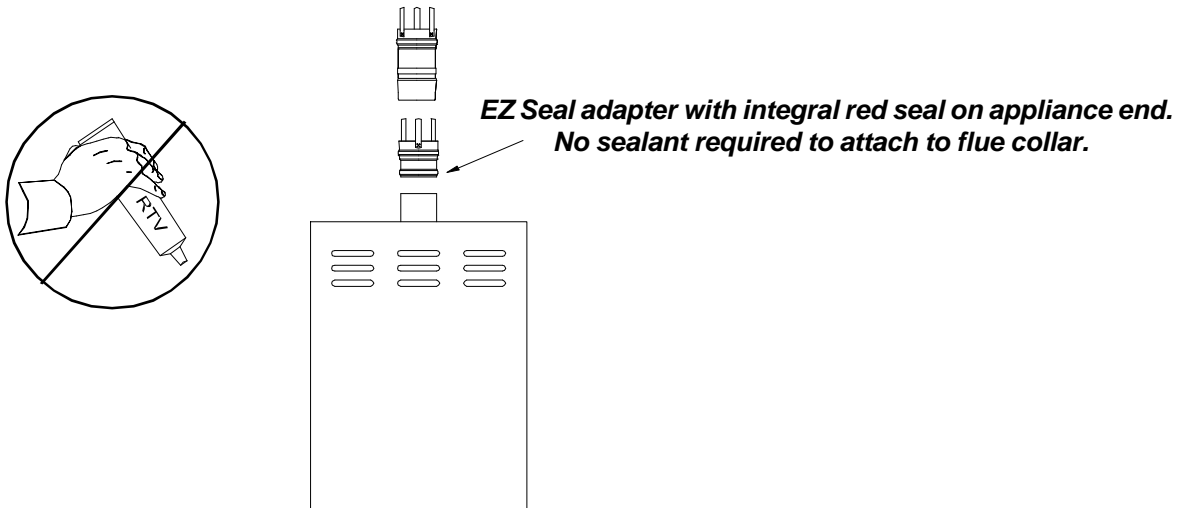 EZ Seal adapter with integral red seal on appliance end.
No sealant required to attach to flue collar.
RTV